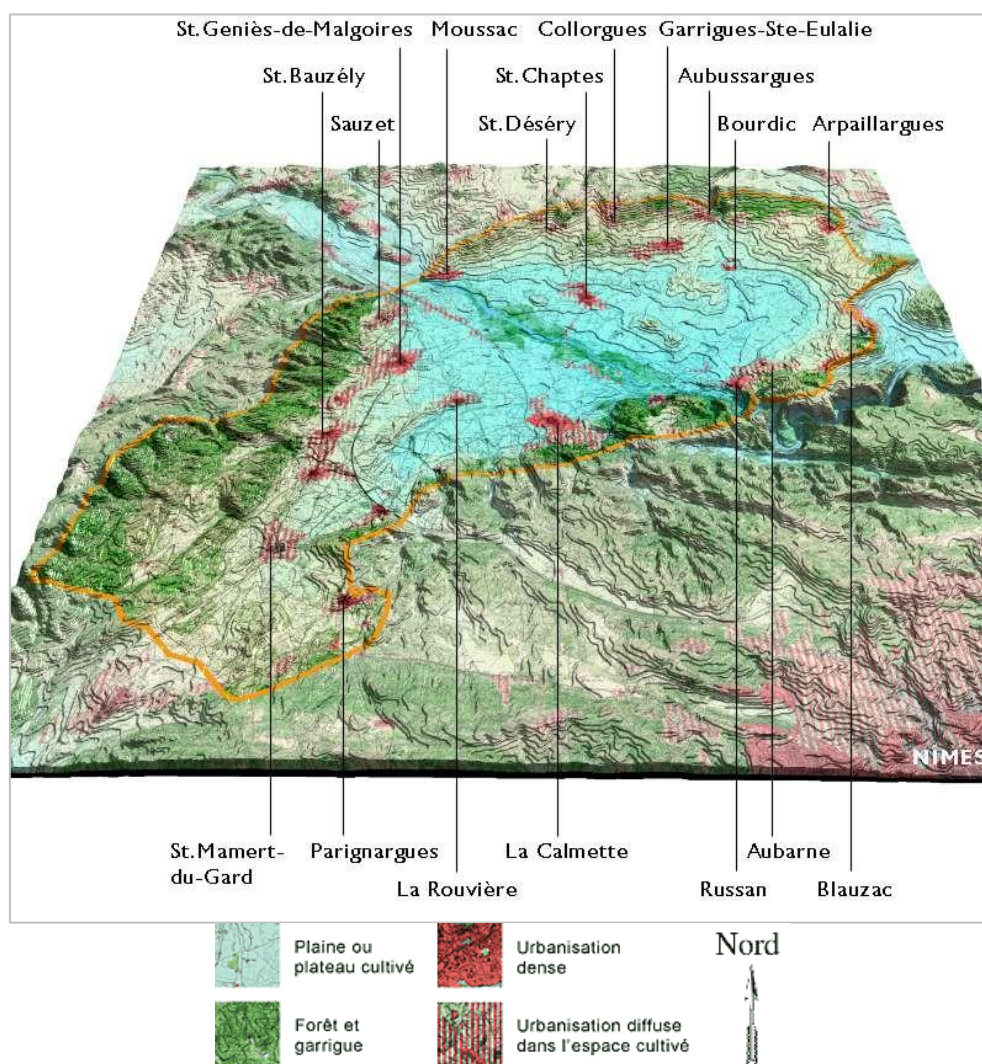 St. Geniès-de-Malgoires Moussac Collorgues Garrigues-Ste-Eulalie
St. Bauzély St. Chaptes Aubussargues
Sauzet St. Déséry Bourdic Arpaillargues
NÎMES
St. Mamert-
du-Gard
Parignargues La Calmette Aubarne
La Rouvière Russan Blauzac
Plaine ou
plateau cultivé
Urbanisation
dense
Nord
Forêt et
garrigue
Urbanisation diffuse
dans l'espace cultivé